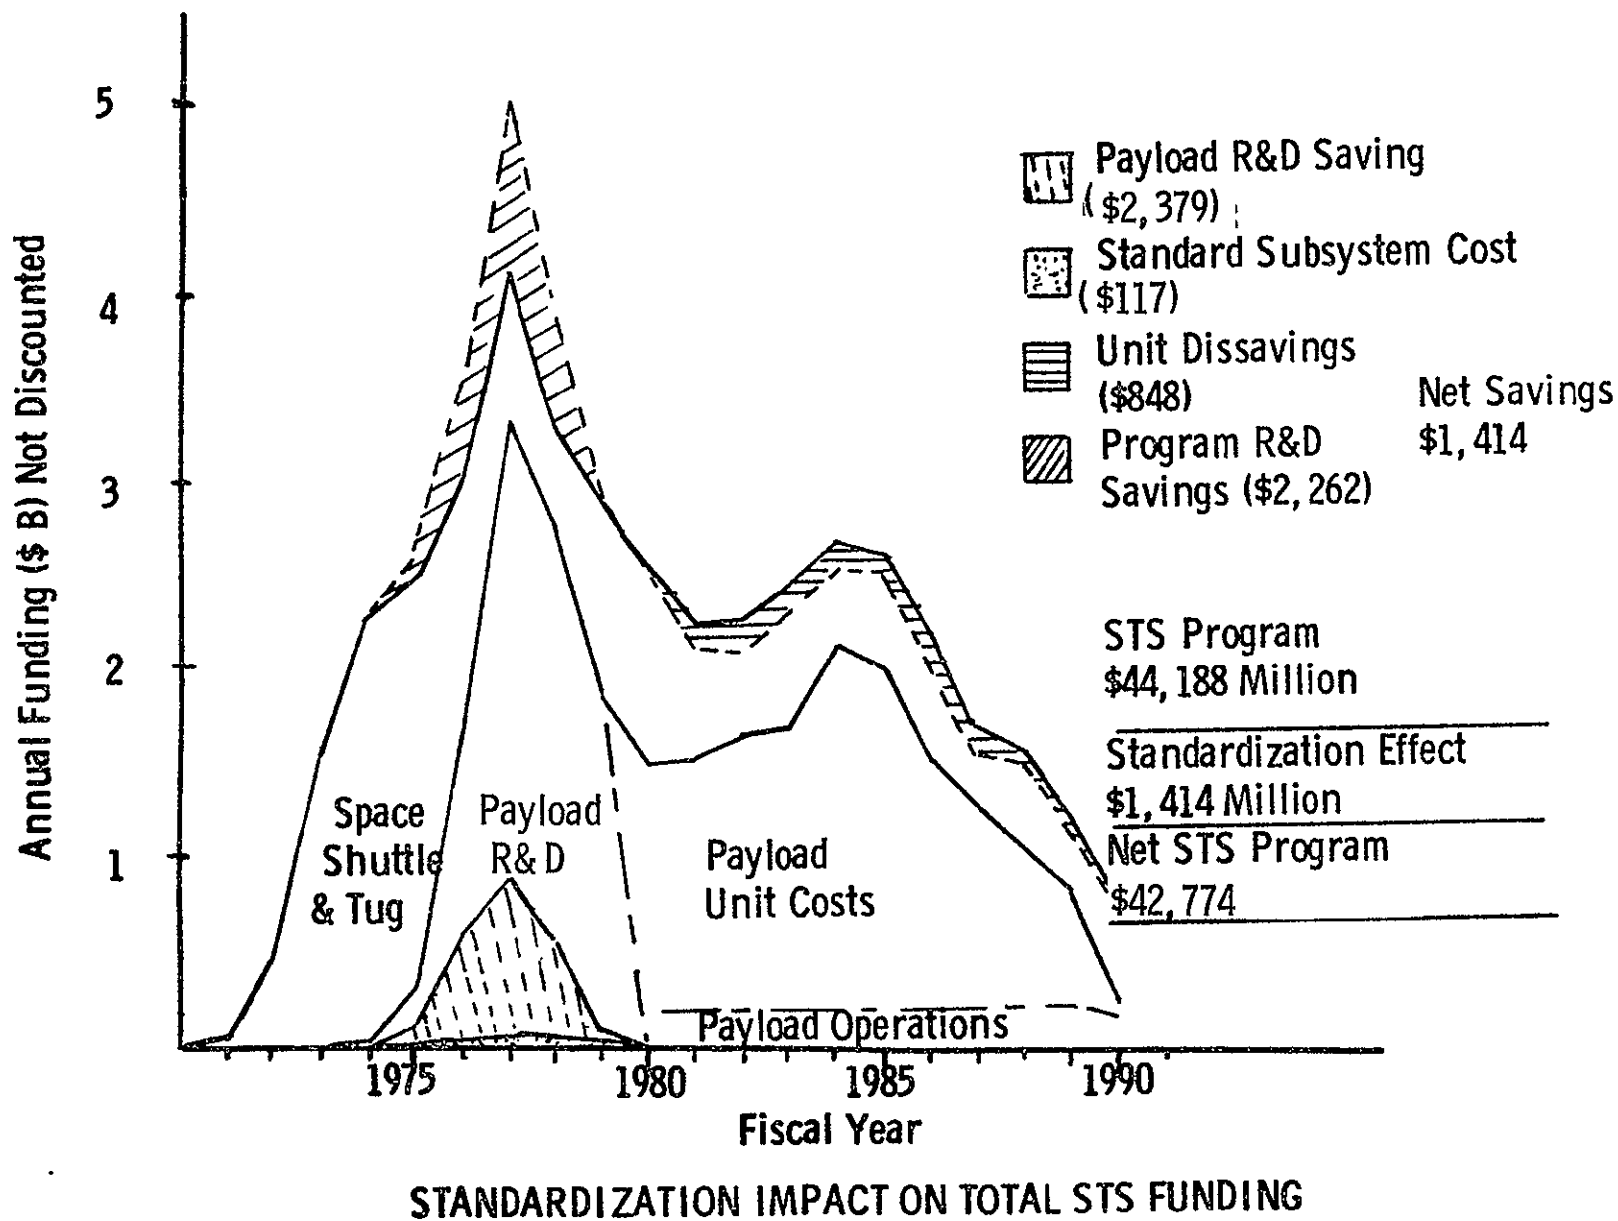 5
4
3
2
1
Annual Funding ($ B) Not Discounted
Payload R&D Saving
($2,379)
Standard Subsystem Cost
($117)
Unit Dissavings
($848)
Program R&D
Savings ($2,262)
Net Savings
$1,414
STS Program
$44,188 Million
Standardization Effect
$1,414 Million
Net STS Program
$42,774
Space
Shuttle
& Tug
Payload
R&D
Payload
Unit Costs
Payload Operations
1975
1980
1985
1990
Fiscal Year
STANDARDIZATION IMPACT ON TOTAL STS FUNDING